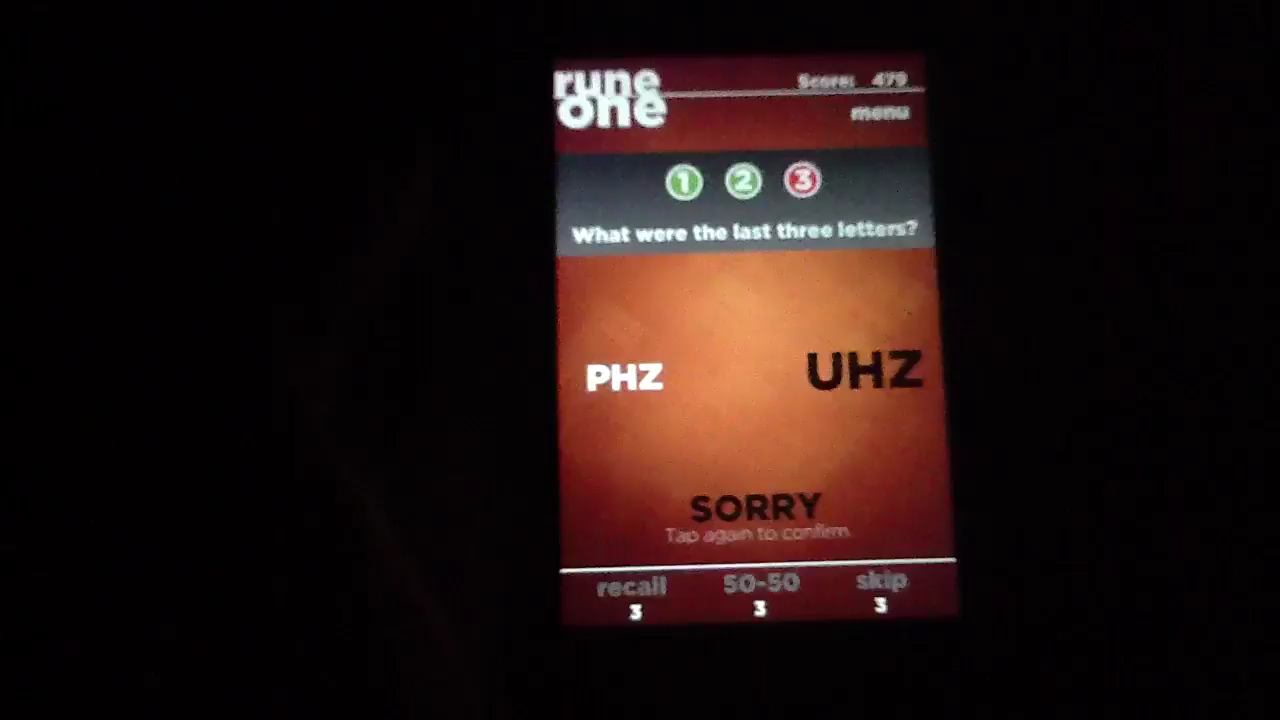 rune
one
Score: 479
menu
1 2 3
What were the last three letters?
PHZ UHZ
SORRY
Tap again to confirm
recall 50-50 skip
3 3 3